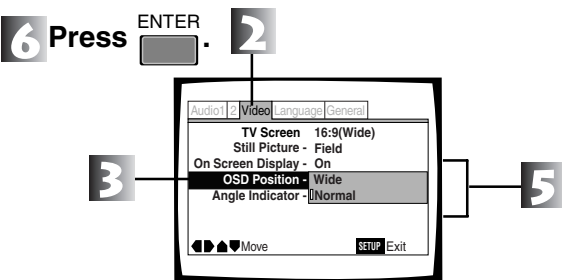 6 Press ENTER .
2
Audio1 2 Video Language General
TV Screen 16:9(Wide)
Still Picture - Field
On Screen Display - On
3
OSD Position - Wide
5
Angle Indicator - Normal
Move SETUP Exit